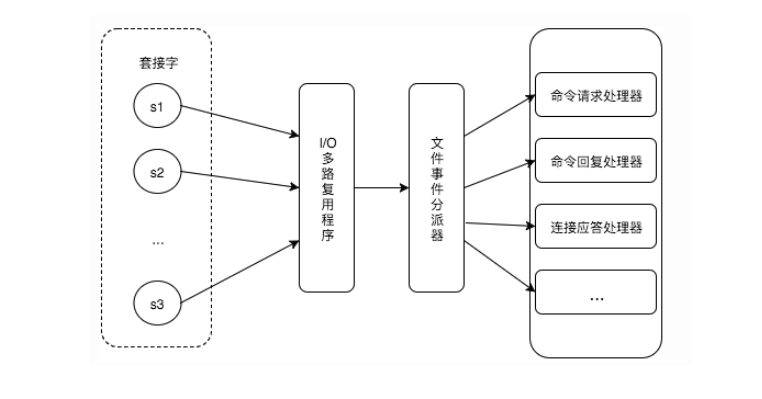 套接字
s1
s2
...
s3
I/O
多
路
复
用
程
序
文
件
事
件
分
派
器
命令请求处理器
命令回复处理器
连接应答处理器
...